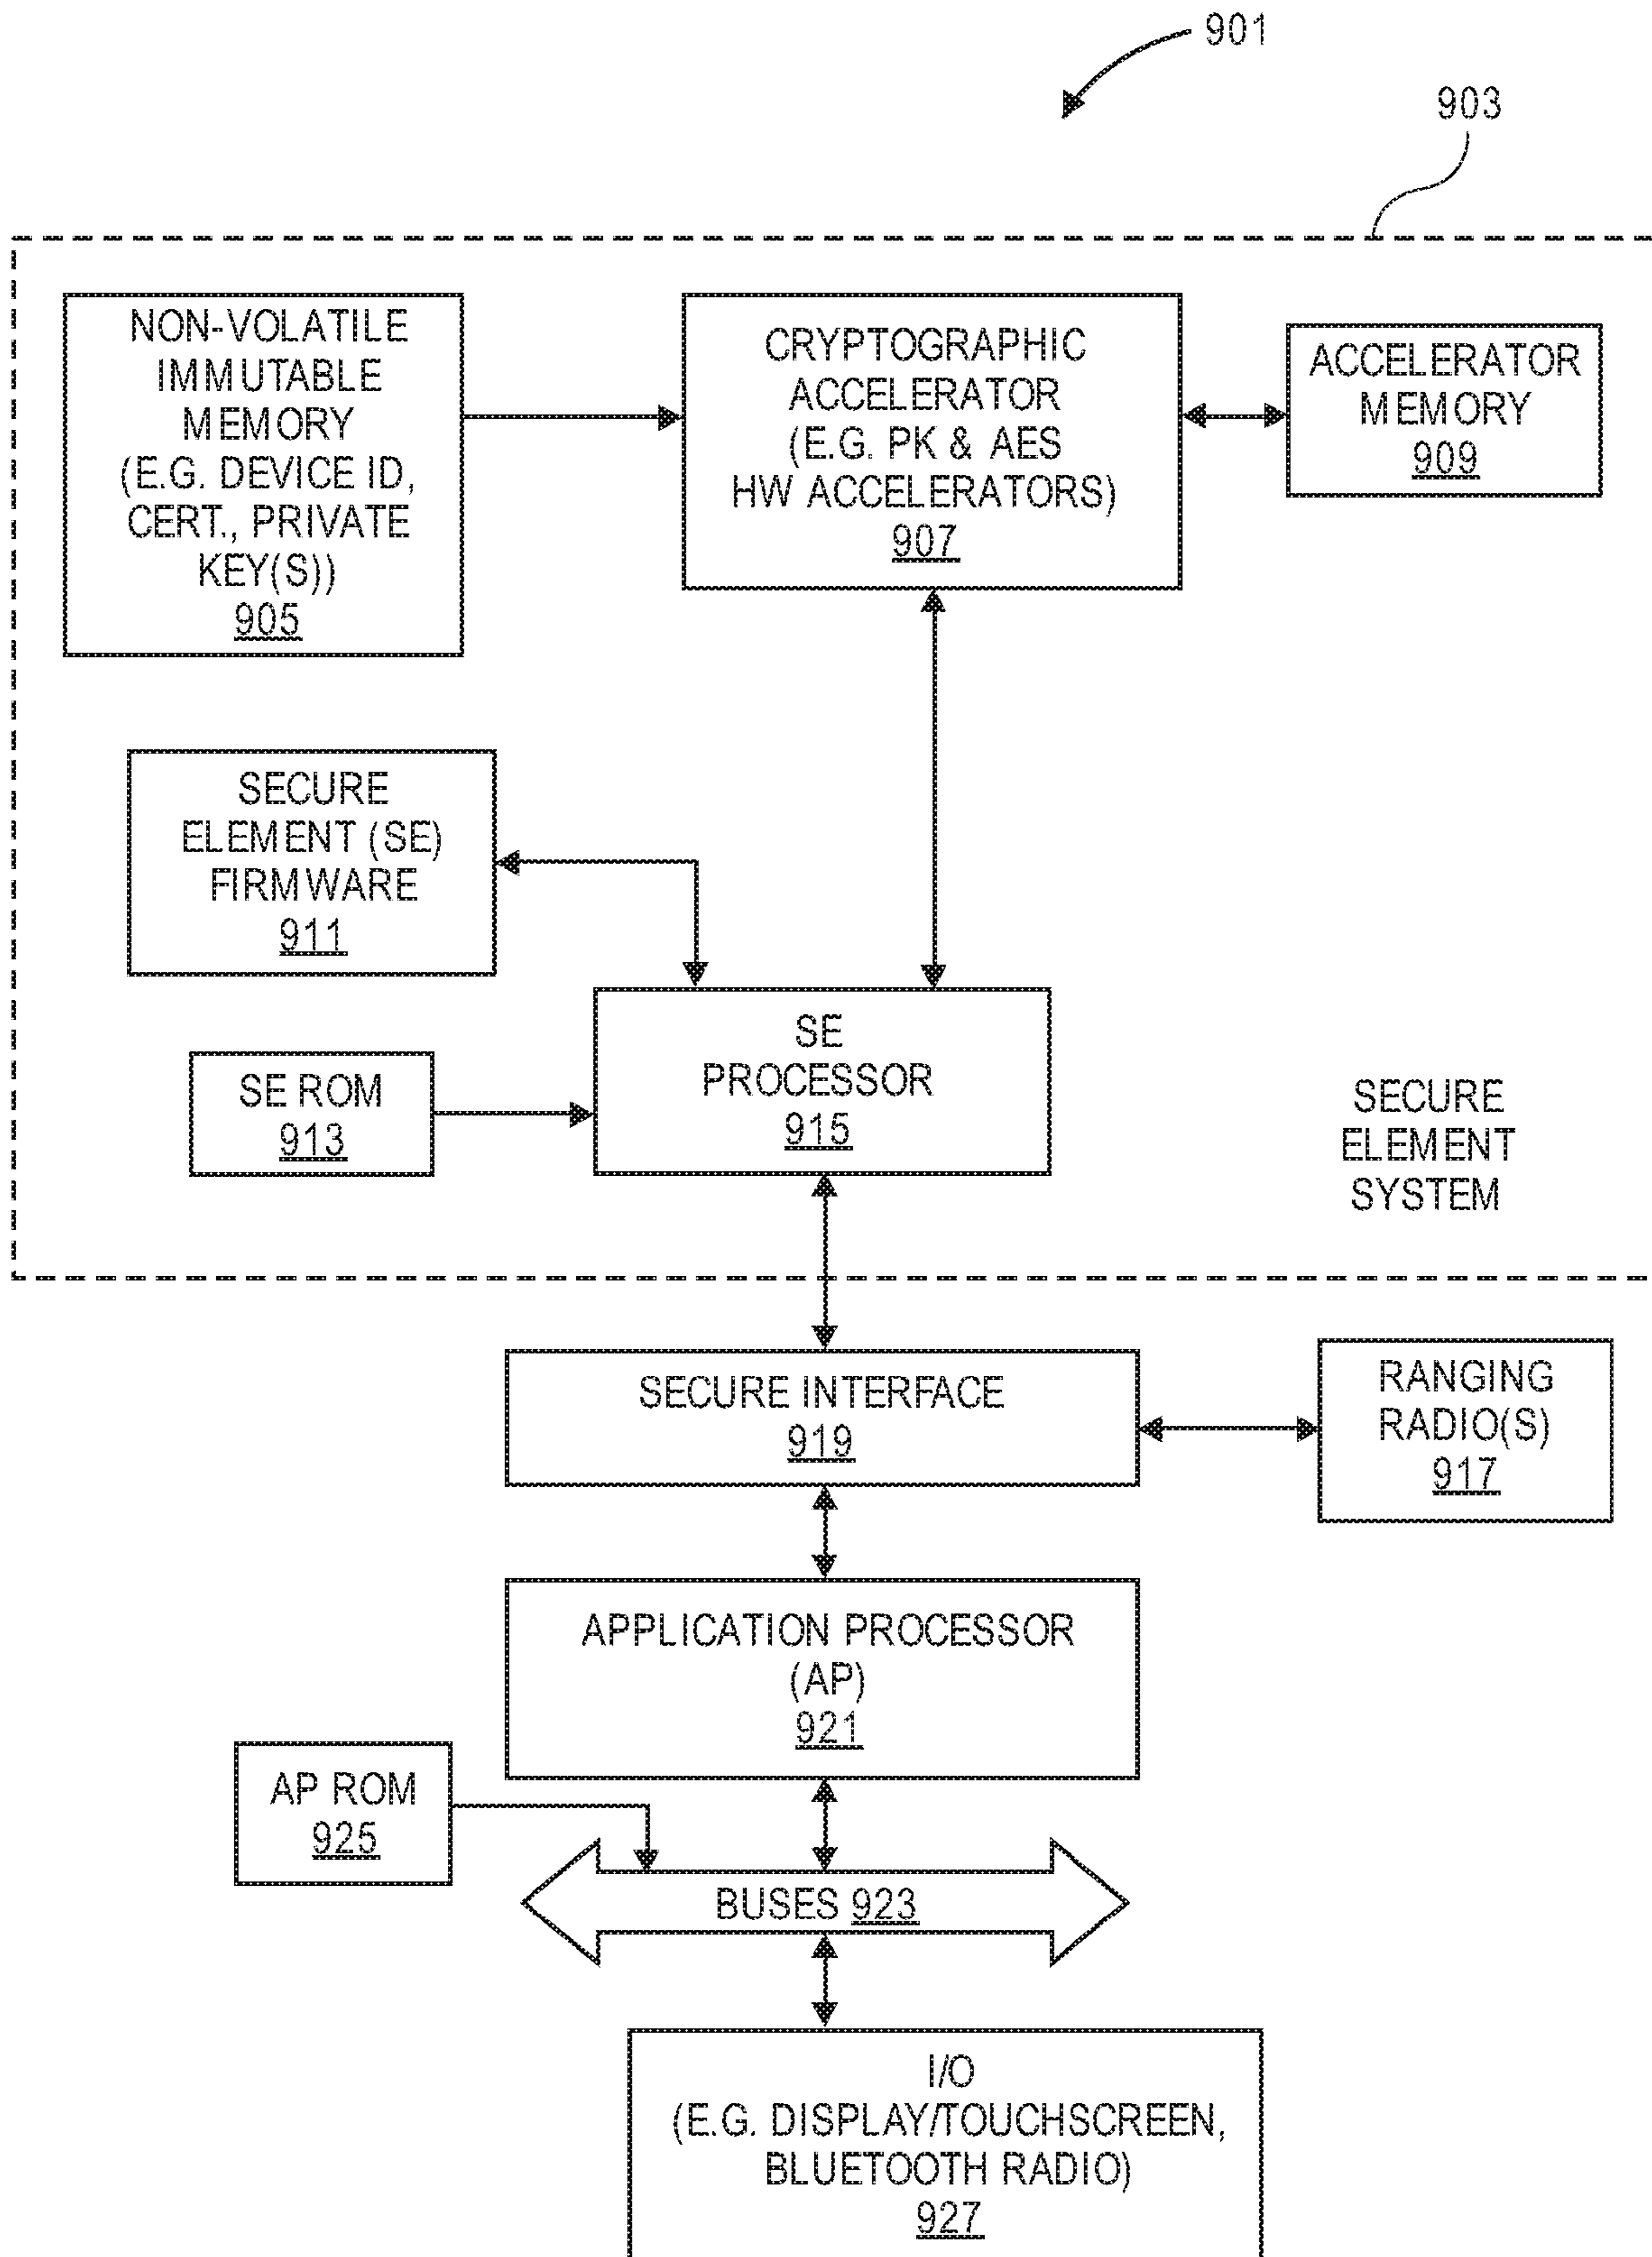 901
903
NON-VOLATILE
IMMUTABLE
MEMORY
(E.G. DEVICE ID,
CERT., PRIVATE
KEY(S))
905
CRYPTOGRAPHIC
ACCELERATOR
(E.G. PK & AES
HW ACCELERATORS)
907
ACCELERATOR
MEMORY
909
SECURE
ELEMENT (SE)
FIRMWARE
911
SE ROM
913
SE
PROCESSOR
915
SECURE
ELEMENT
SYSTEM
SECURE INTERFACE
919
RANGING
RADIO(S)
917
APPLICATION PROCESSOR
(AP)
921
AP ROM
925
BUSES 923
I/O
(E.G. DISPLAY/TOUCHSCREEN,
BLUETOOTH RADIO)
927